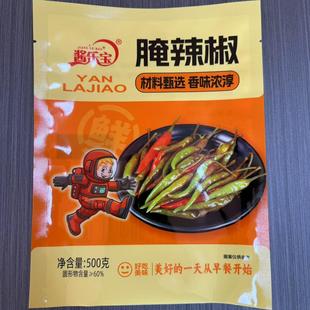 酱乐宝
YAN
LAJIAO
腌辣椒
材料甄选 香味浓淳
鲜
净含量:500克
固形物含量≥60%
好吃
美味
美好的一天从早餐开始